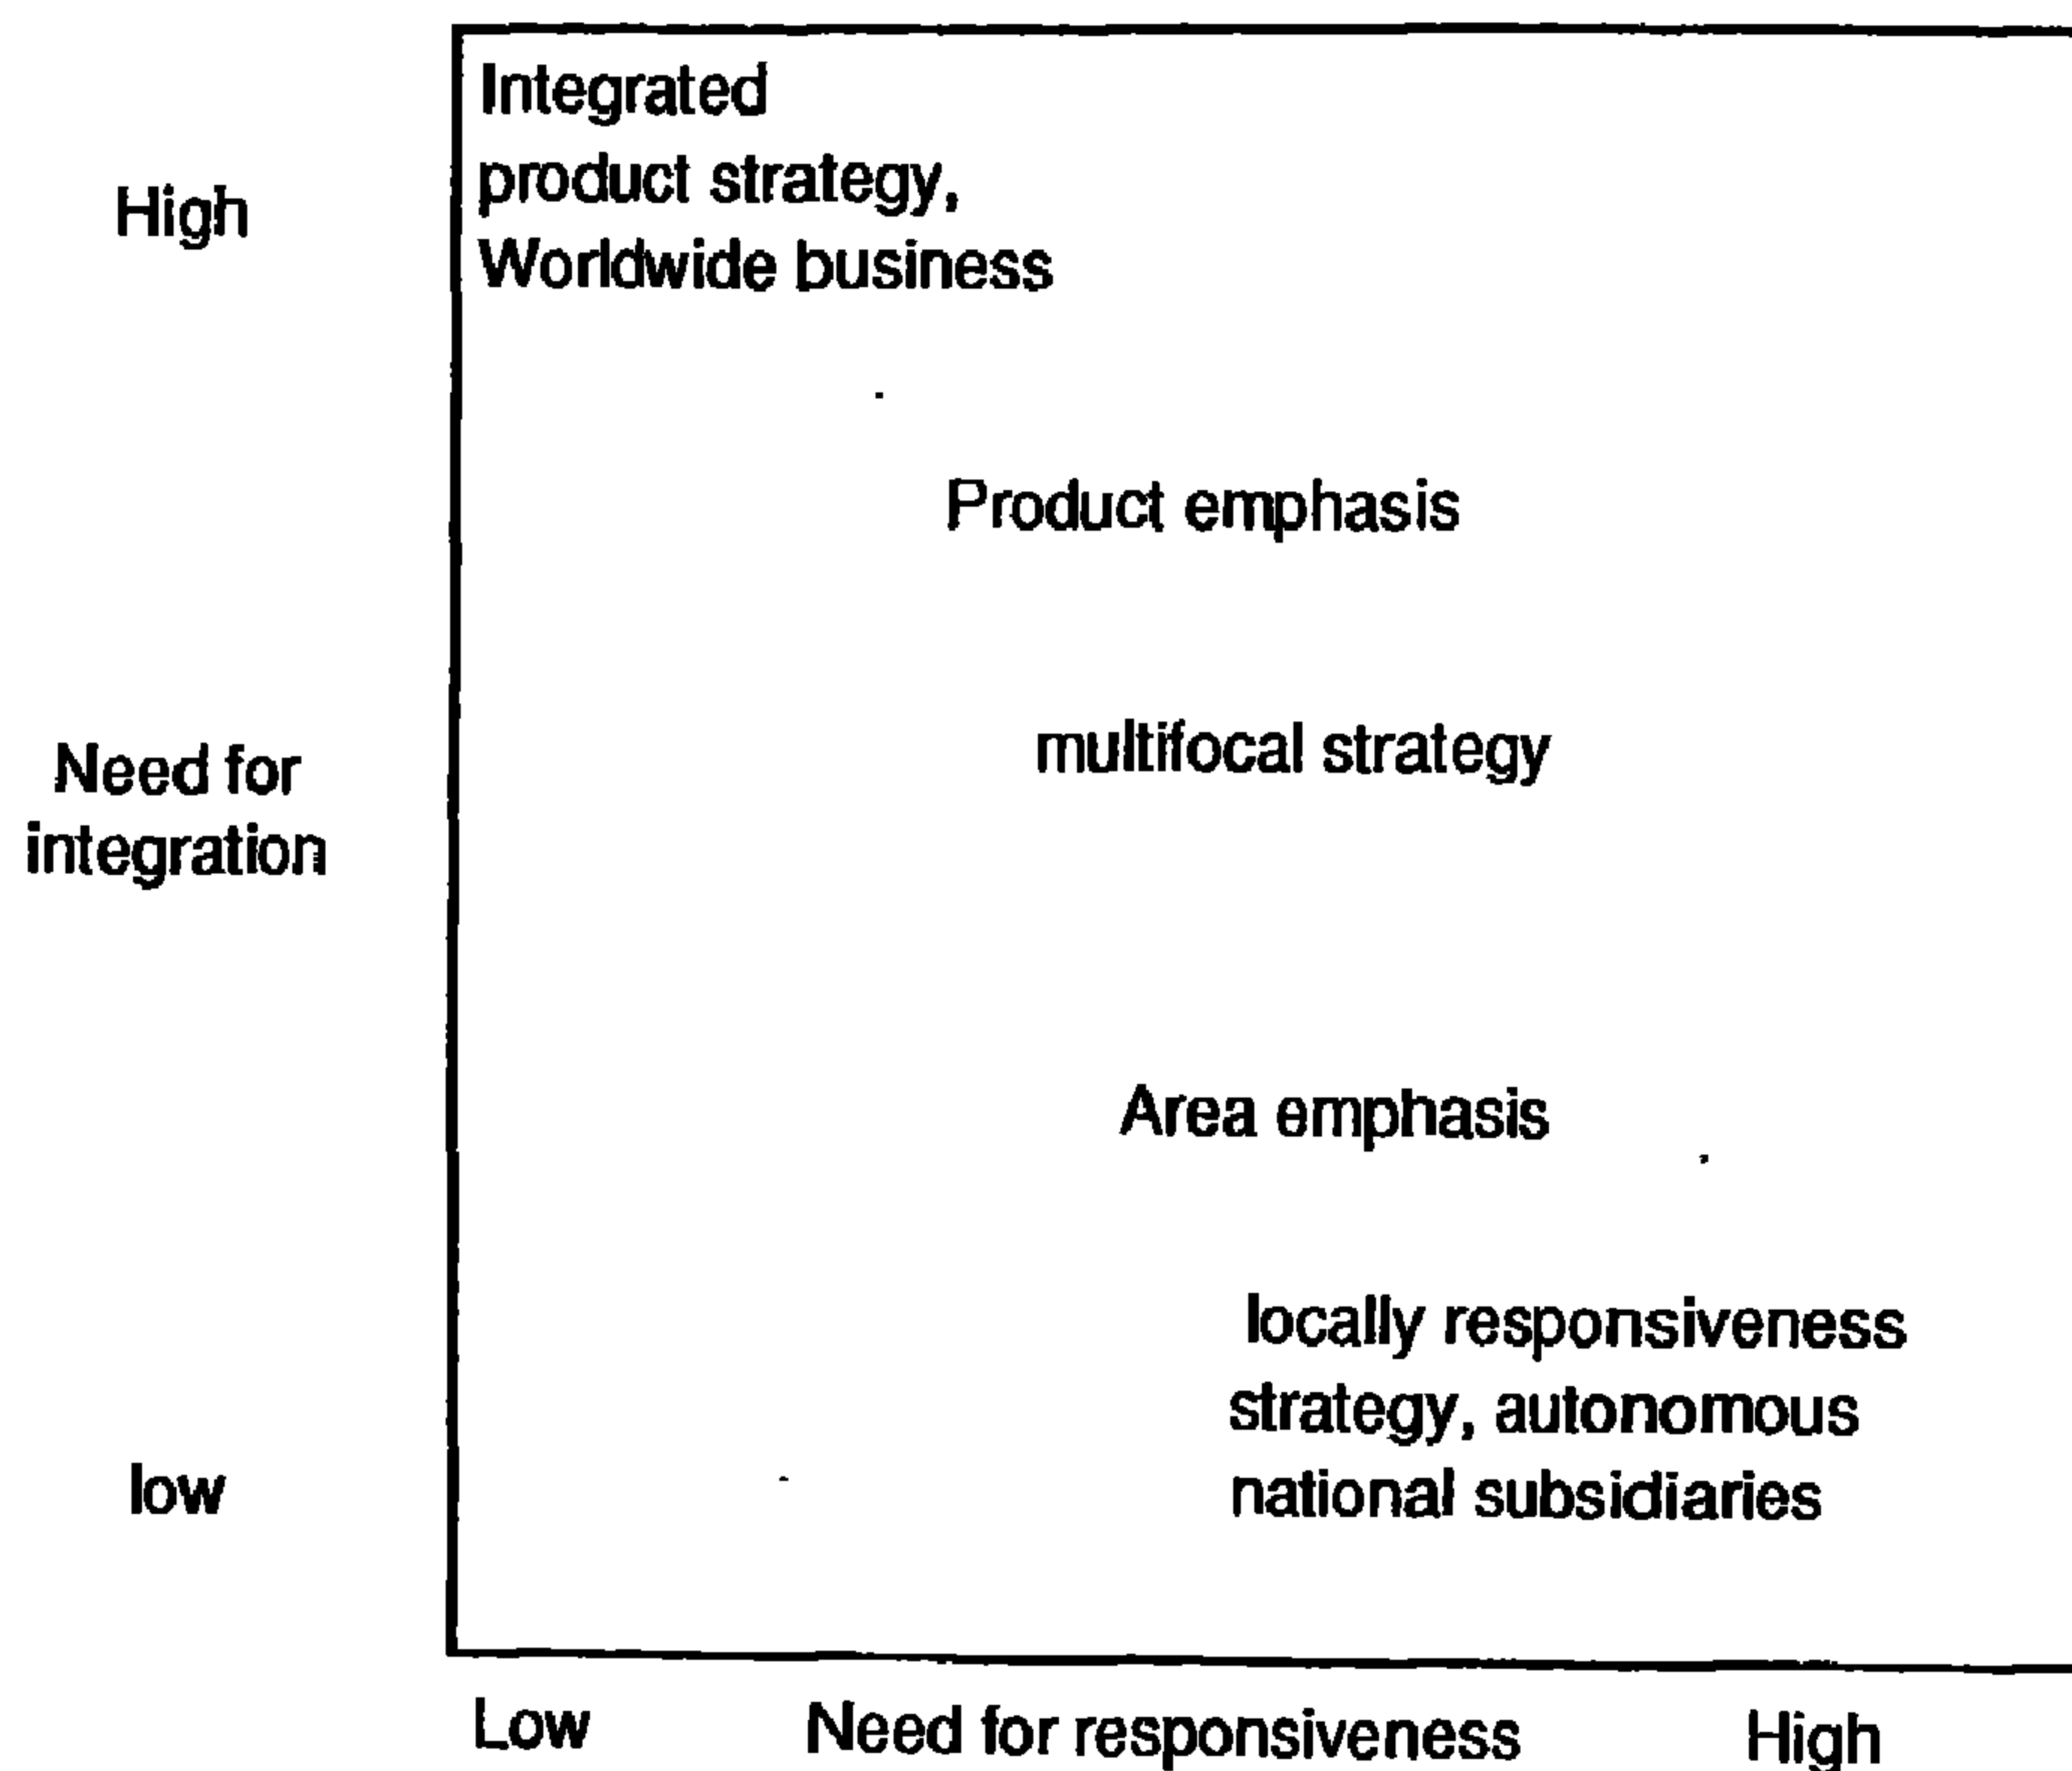 Integrated
product strategy,
High
Worldwide business
Product emphasis
multifocal strategy
Need for
integration
Area emphasis
locally responsiveness
strategy, autonomous
low
national subsidiaries
Low Need for responsiveness High